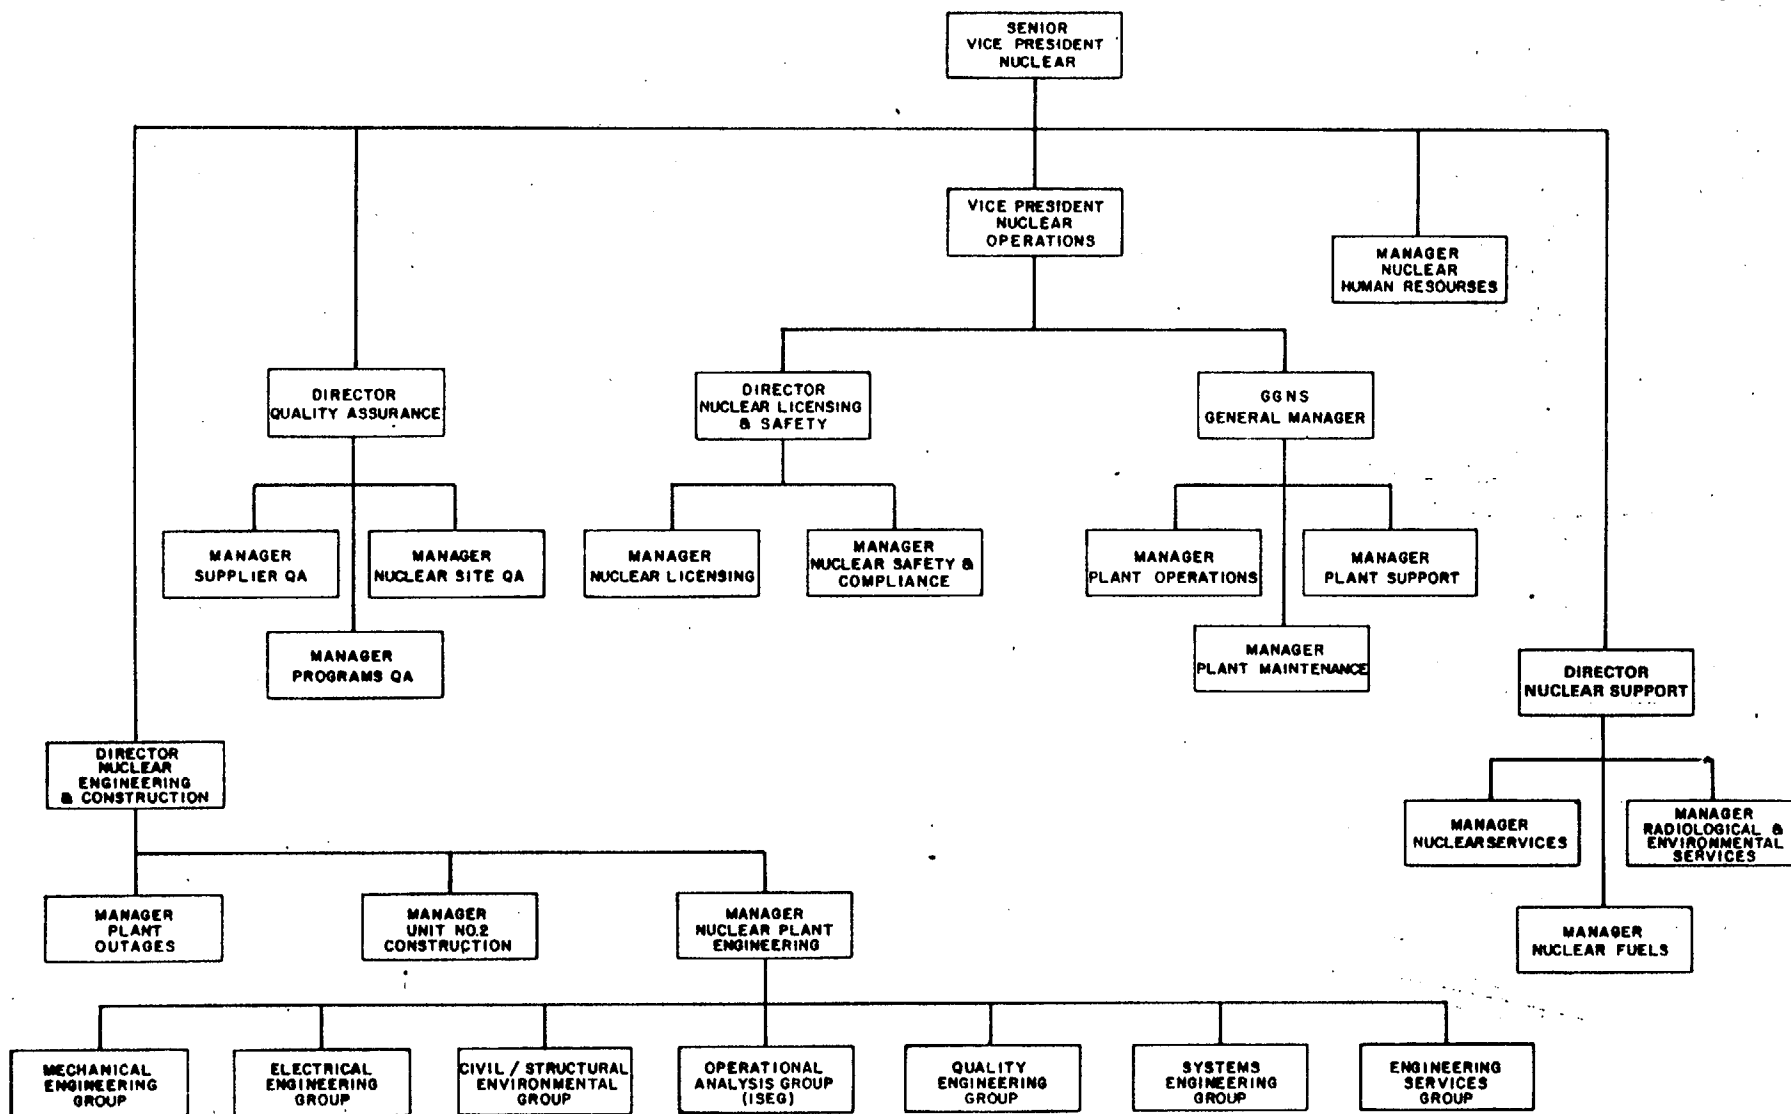 SENIOR
VICE PRESIDENT
NUCLEAR
VICE PRESIDENT
NUCLEAR
OPERATIONS
MANAGER
NUCLEAR
HUMAN RESOURSES
DIRECTOR
QUALITY ASSURANCE
DIRECTOR
NUCLEAR LICENSING
& SAFETY
GGNS
GENERAL MANAGER
MANAGER
SUPPLIER QA
MANAGER
NUCLEAR SITE QA
MANAGER
NUCLEAR LICENSING
MANAGER
NUCLEAR SAFETY &
COMPLIANCE
MANAGER
PLANT OPERATIONS
MANAGER
PLANT SUPPORT
MANAGER
PROGRAMS QA
MANAGER
PLANT MAINTENANCE
DIRECTOR
NUCLEAR SUPPORT
DIRECTOR
NUCLEAR
ENGINEERING
& CONSTRUCTION
MANAGER
NUCLEAR SERVICES
MANAGER
RADIOLOGICAL &
ENVIRONMENTAL
SERVICES
MANAGER
PLANT
OUTAGES
MANAGER
UNIT NO.2
CONSTRUCTION
MANAGER
NUCLEAR PLANT
ENGINEERING
MANAGER
NUCLEAR FUELS
MECHANICAL
ENGINEERING
GROUP
ELECTRICAL
ENGINEERING
GROUP
CIVIL / STRUCTURAL
ENVIRONMENTAL
GROUP
OPERATIONAL
ANALYSIS GROUP
(ISEG)
QUALITY
ENGINEERING
GROUP
SYSTEMS
ENGINEERING
GROUP
ENGINEERING
SERVICES
GROUP